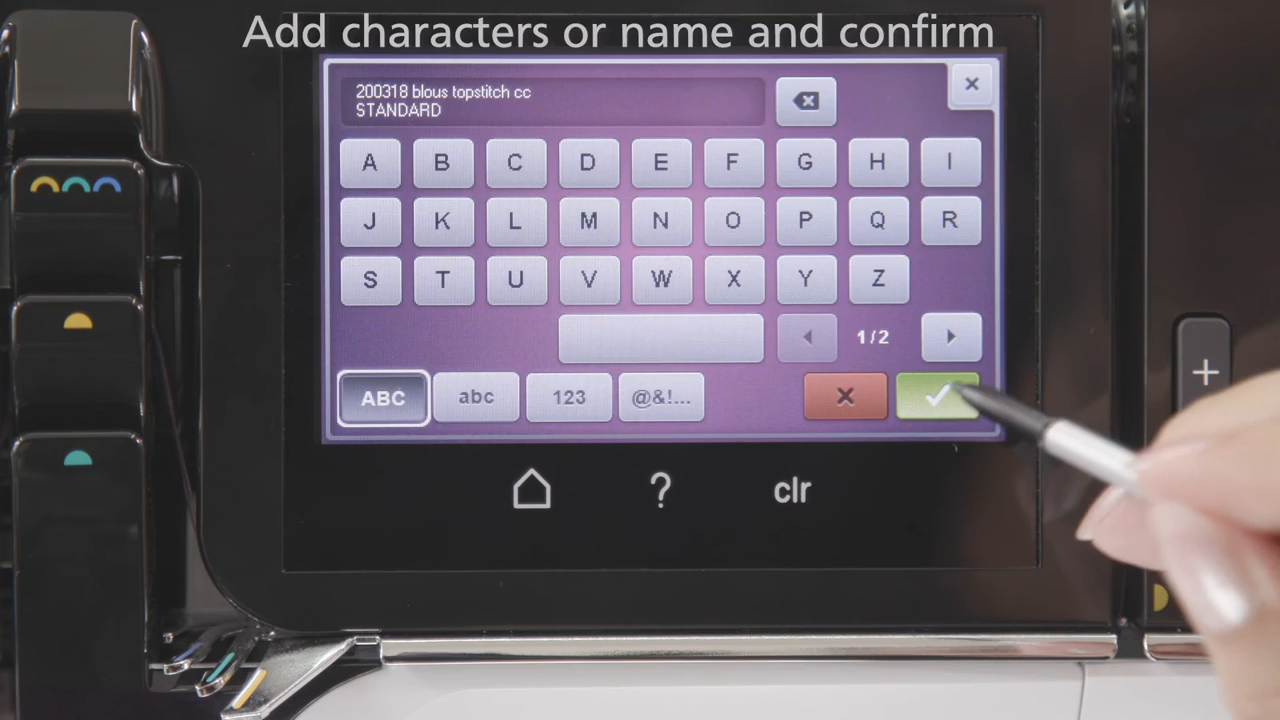 Add characters or name and confirm
200318 blous topstitch cc
STANDARD
A B C D E F G H I
J K L M N O P Q R
S T U V W X Y Z
1/2
ABC abc 123 @&!...
? clr
+